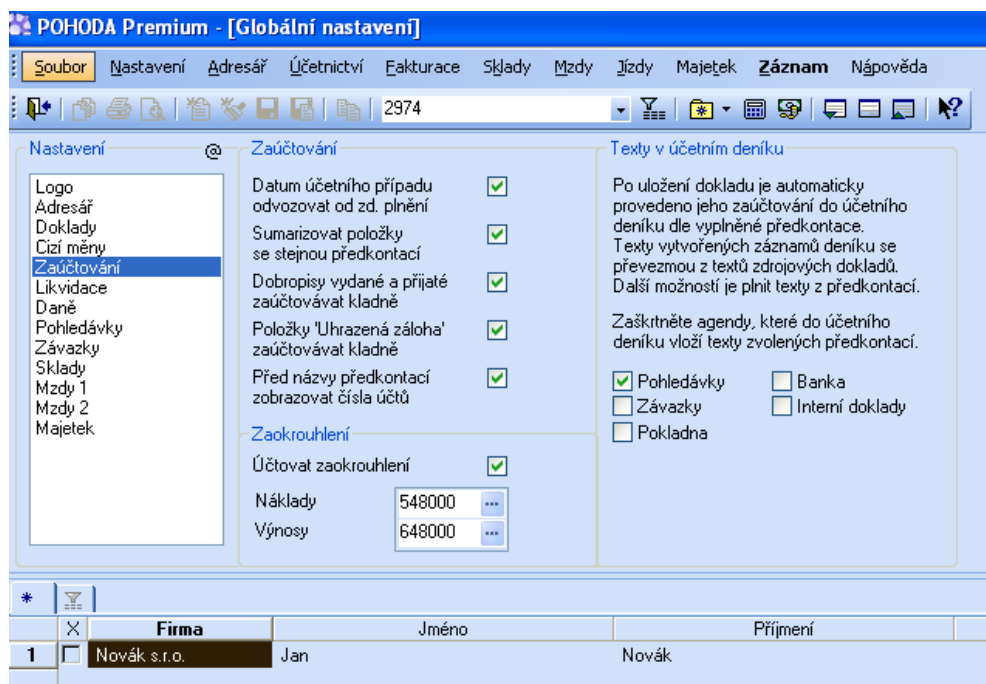 POHODA Premium - [Globální nastavení]
Soubor Nastavení Adresář Účetnictví Fakturace Sklady Mzdy Jízdy Majetek Záznam Nápověda
2974
Nastavení @
Logo
Adresář
Doklady
Cizí měny
Zaúčtování
Likvidace
Daně
Pohledávky
Závazky
Sklady
Mzdy 1
Mzdy 2
Majetek
Zaúčtování
Datum účetního případu
odvozovat od zd. plnění
Sumarizovat položky
se stejnou předkontací
Dobropisy vydané a přijaté
zaúčtovávat kladně
Položky 'Uhrazená záloha'
zaúčtovávat kladně
Před názvy předkontací
zobrazovat čísla účtů
Zaokrouhlení
Účtovat zaokrouhlení
Náklady 548000 ...
Výnosy 648000 ...
Texty v účetním deníku
Po uložení dokladu je automaticky
provedeno jeho zaúčtování do účetního
deníku dle vyplněné předkontace.
Texty vytvořených záznamů deníku se
převezmou z textů zdrojových dokladů.
Další možností je plnit texty z předkontací.
Zaškrtněte agendy, které do účetního
deníku vloží texty zvolených předkontací.
Pohledávky Banka
Závazky Interní doklady
Pokladna
*
X Firma Jméno Příjmení
1 Novák s.r.o. Jan Novák